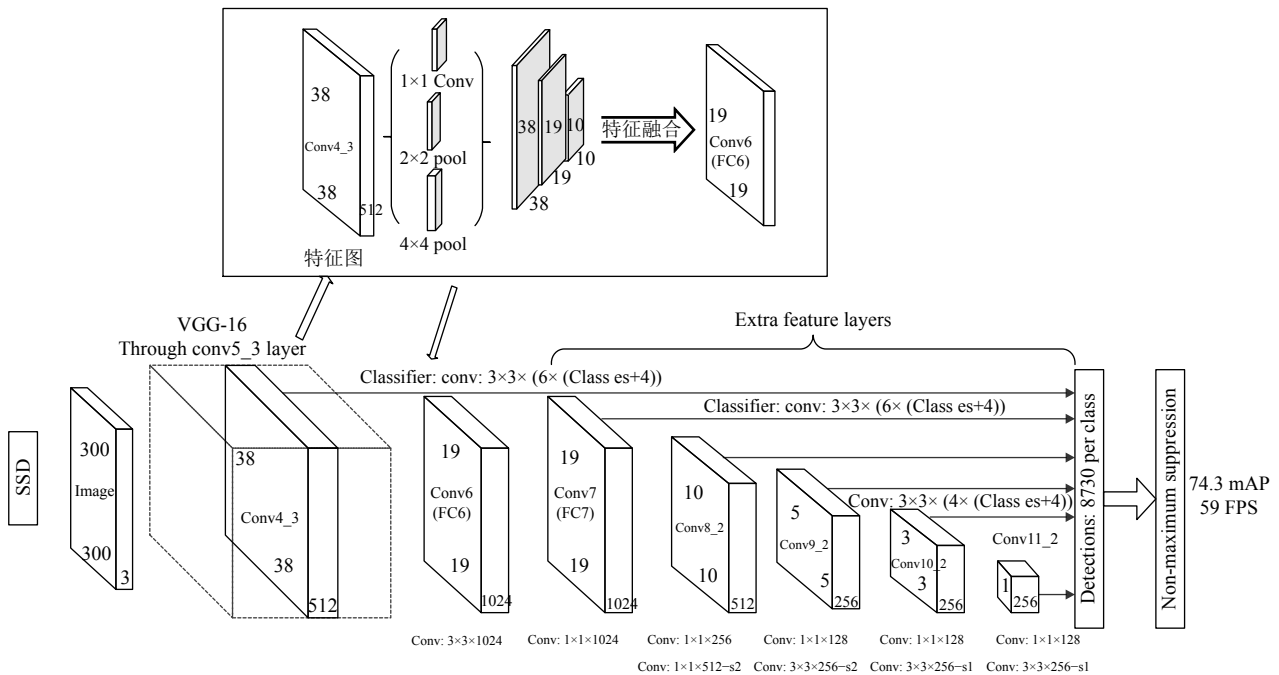 38
Conv4_3
38
512
特征图
1×1 Conv
2×2 pool
4×4 pool
38
19
10
10
19
38
特征融合
19
Conv6
(FC6)
19
VGG-16
Through conv5_3 layer
Extra feature layers
Classifier: conv: 3×3× (6× (Class es+4))
Classifier: conv: 3×3× (6× (Class es+4))
Conv: 3×3× (4× (Class es+4))
SSD
300
Image
300
3
38
Conv4_3
38
512
19
Conv6
(FC6)
19
1024
19
Conv7
(FC7)
19
1024
10
Conv8_2
10
512
5
Conv9_2
5
256
3
Conv10_2
3
256
Conv11_2
1
256
Detections: 8730 per class
Non-maximum suppression
74.3 mAP
59 FPS
Conv: 3×3×1024
Conv: 1×1×1024
Conv: 1×1×256
Conv: 1×1×128
Conv: 1×1×128
Conv: 1×1×128
Conv: 1×1×512−s2
Conv: 3×3×256−s2
Conv: 3×3×256−s1
Conv: 3×3×256−s1